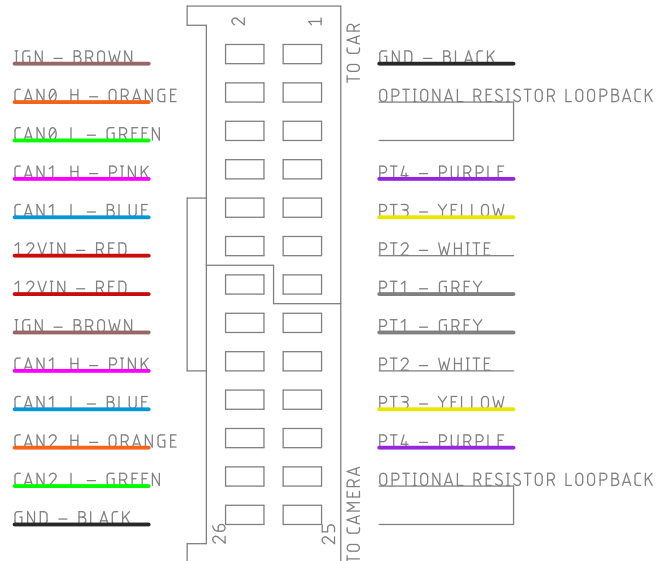 2 1
TO CAR
IGN – BROWN
GND – BLACK
CAN0 H – ORANGE
OPTIONAL RESISTOR LOOPBACK
CAN0 L – GREEN
CAN1 H – PINK
PT4 – PURPLE
CAN1 L – BLUE
PT3 – YELLOW
12VIN – RED
PT2 – WHITE
12VIN – RED
PT1 – GREY
IGN – BROWN
PT1 – GREY
CAN1 H – PINK
PT2 – WHITE
CAN1 L – BLUE
PT3 – YELLOW
CAN2 H – ORANGE
PT4 – PURPLE
CAN2 L – GREEN
OPTIONAL RESISTOR LOOPBACK
GND – BLACK
26 25
TO CAMERA